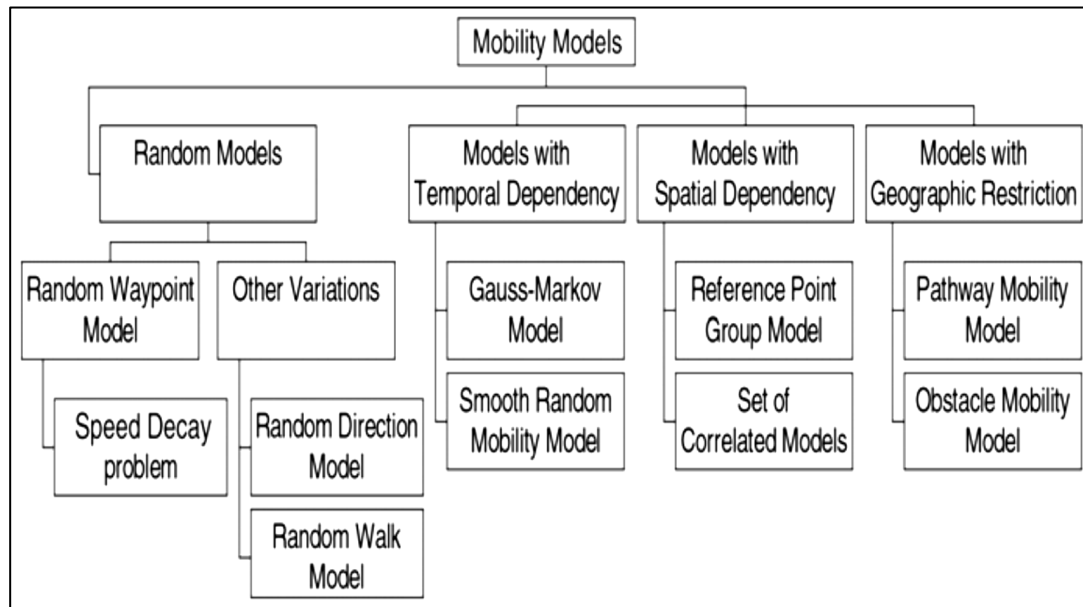 Mobility Models
Random Models
Models with
Temporal Dependency
Models with
Spatial Dependency
Models with
Geographic Restriction
Random Waypoint
Model
Other Variations
Gauss-Markov
Model
Reference Point
Group Model
Pathway Mobility
Model
Speed Decay
problem
Random Direction
Model
Smooth Random
Mobility Model
Set of
Correlated Models
Obstacle Mobility
Model
Random Walk
Model